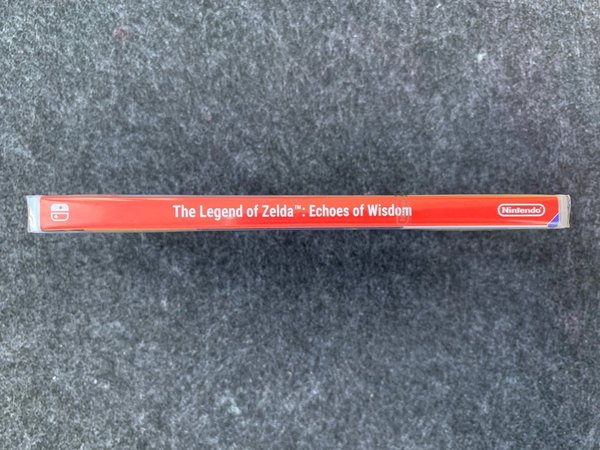 The Legend of Zelda™: Echoes of Wisdom
Nintendo